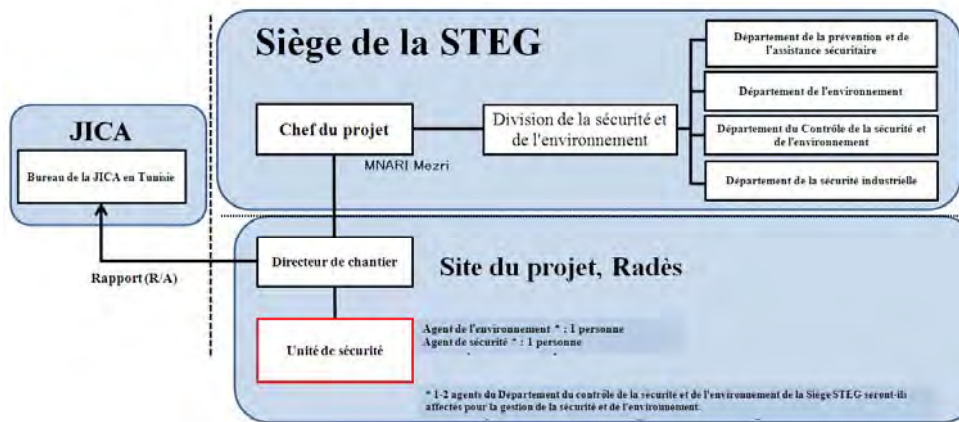 Siège de la STEG
Département de la prévention et de
l'assistance sécuritaire
Département de l'environnement
Département du Contrôle de la sécurité et
de l'environnement
Département de la sécurité industrielle
Division de la sécurité et
de l'environnement
Chef du projet
MNARI Mezri
JICA
Bureau de la JICA en Tunisie
Rapport (R/A)
Directeur de chantier
Site du projet, Radès
Unité de sécurité
Agent de l'environnement * : 1 personne
Agent de sécurité * : 1 personne
* 1-2 agents du Département du contrôle de la sécurité et de l'environnement de la Siège STEG seront-ils
affectés pour la gestion de la sécurité et de l'environnement.